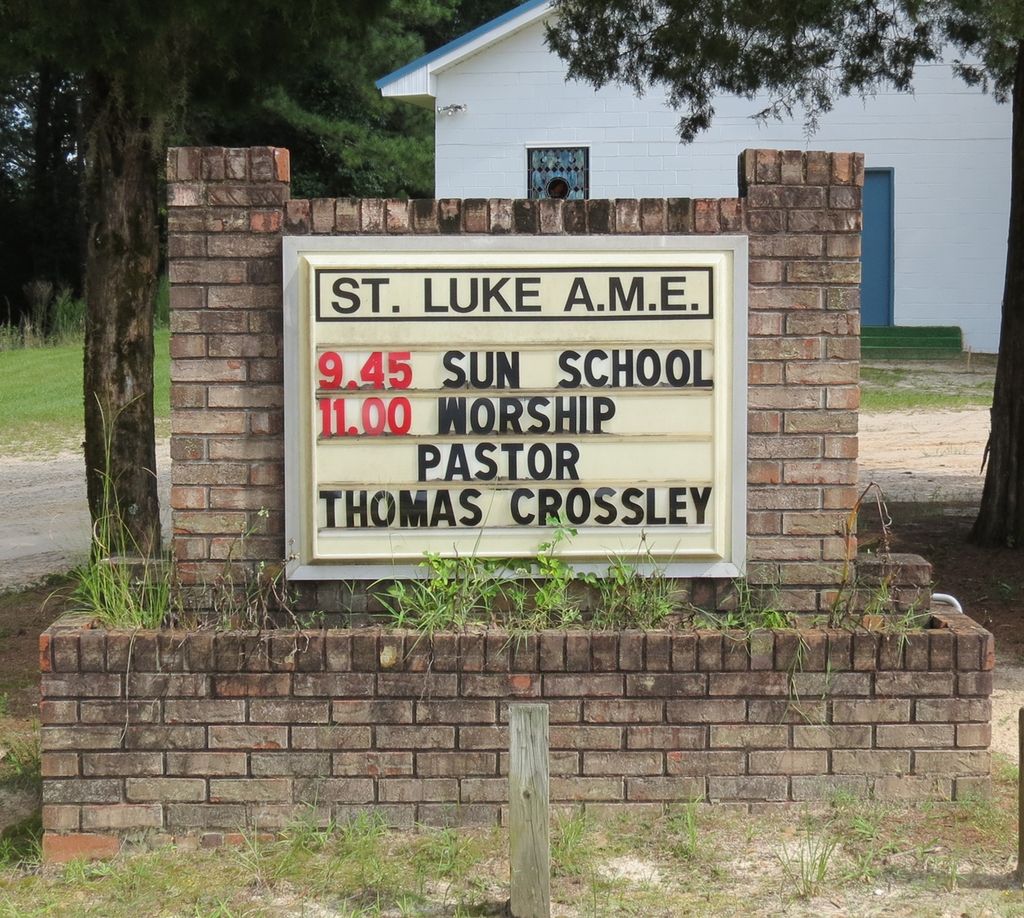 ST. LUKE A.M.E.
9.45 SUN SCHOOL
11.00 WORSHIP
PASTOR
THOMAS CROSSLEY